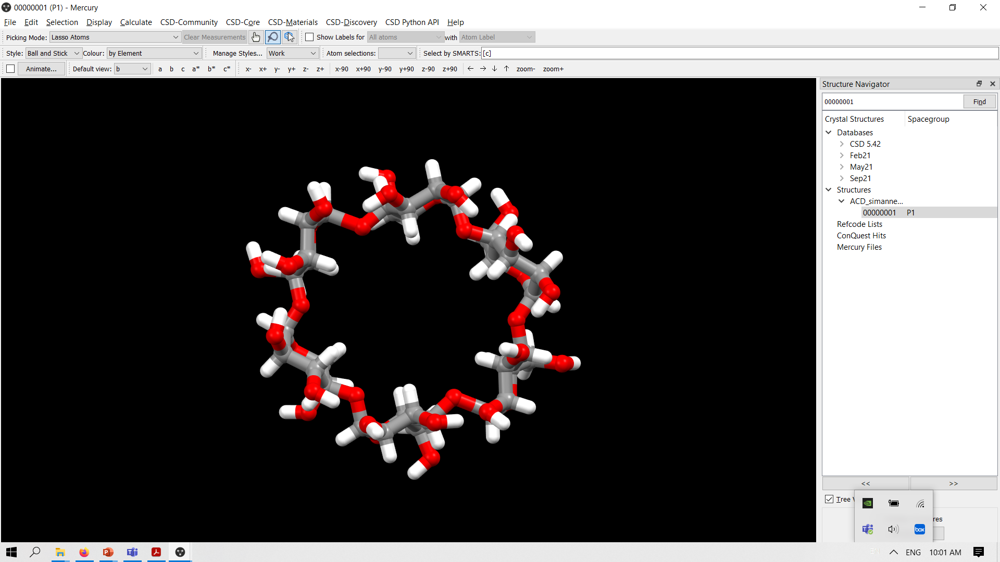 00000001 (P1) - Mercury
File Edit Selection Display Calculate CSD-Community CSD-Core CSD-Materials CSD-Discovery CSD Python API Help
Picking Mode: Lasso Atoms Clear Measurements Show Labels for All atoms with Atom Label
Style: Ball and Stick Colour: by Element Manage Styles... Work Atom selections: Select by SMARTS: [c]
Animate... Default view: b a b c a* b* c* x- x+ y- y+ z- z+ x-90 x+90 y-90 y+90 z-90 z+90 ← → ↓ ↑ zoom- zoom+
Structure Navigator
00000001 Find
Crystal Structures Spacegroup
Databases
CSD 5.42
Feb21
May21
Sep21
Structures
ACD_simanne...
00000001 P1
Refcode Lists
ConQuest Hits
Mercury Files
<< >>
Tree V
res
box
ENG 10:01 AM